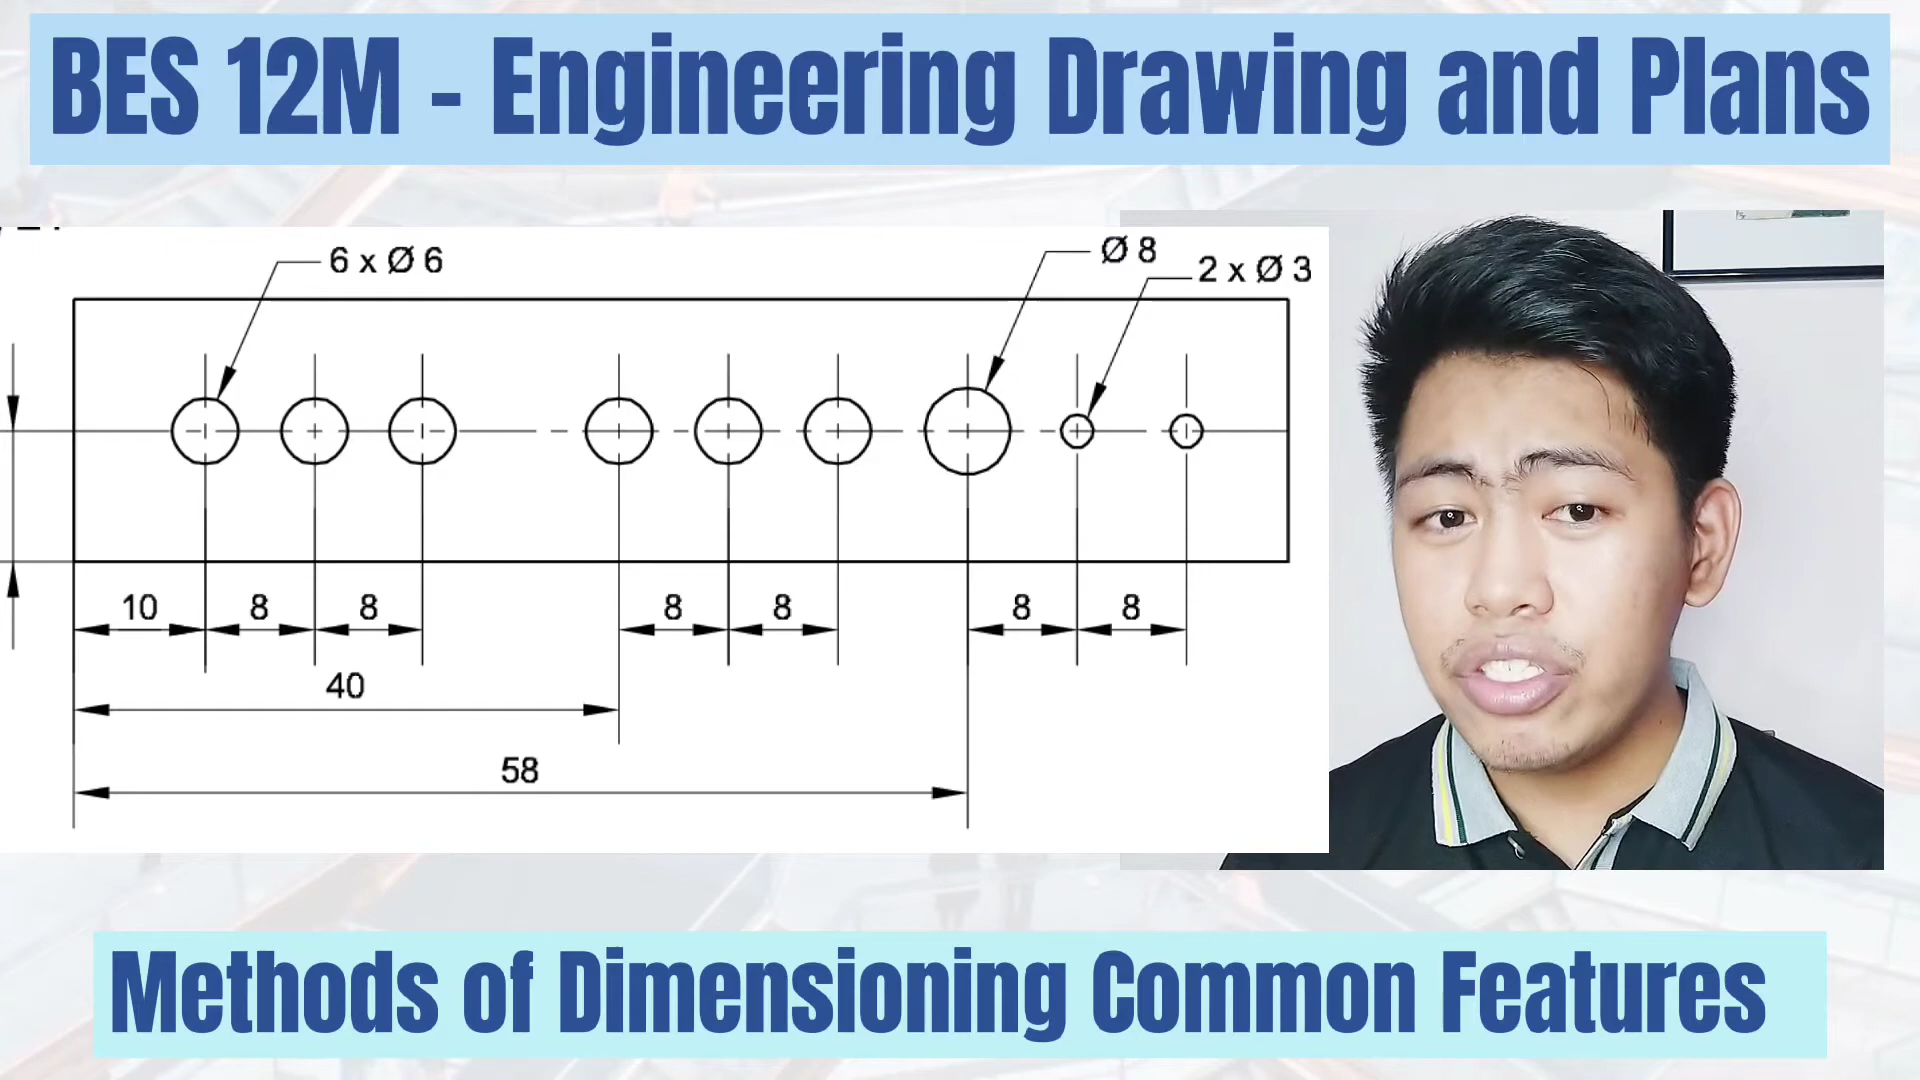 BES 12M - Engineering Drawing and Plans
6 x Ø 6
Ø 8
2 x Ø 3
10 8 8 8 8 8 8
40
58
Methods of Dimensioning Common Features